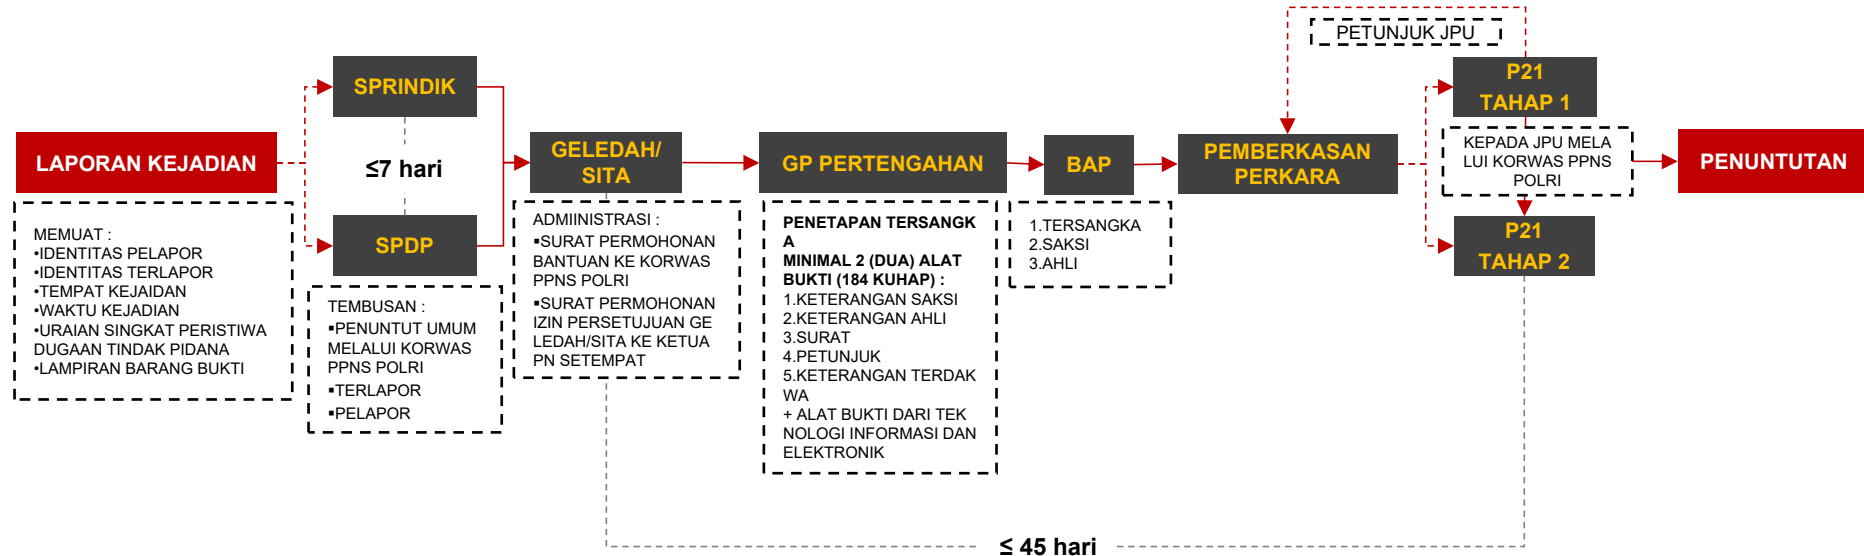 LAPORAN KEJADIAN
MEMUAT :
•IDENTITAS PELAPOR
•IDENTITAS TERLAPOR
•TEMPAT KEJAIDAN
•WAKTU KEJADIAN
•URAIAN SINGKAT PERISTIWA
DUGAAN TINDAK PIDANA
•LAMPIRAN BARANG BUKTI
SPRINDIK
≤7 hari
SPDP
TEMBUSAN :
▪PENUNTUT UMUM
MELALUI KORWAS
PPNS POLRI
▪TERLAPOR
▪PELAPOR
GELEDAH/
SITA
ADMIINISTRASI :
▪SURAT PERMOHONAN
BANTUAN KE KORWAS
PPNS POLRI
▪SURAT PERMOHONAN
IZIN PERSETUJUAN GE
LEDAH/SITA KE KETUA
PN SETEMPAT
GP PERTENGAHAN
PENETAPAN TERSANGK
A
MINIMAL 2 (DUA) ALAT
BUKTI (184 KUHAP) :
1.KETERANGAN SAKSI
2.KETERANGAN AHLI
3.SURAT
4.PETUNJUK
5.KETERANGAN TERDAK
WA
+ ALAT BUKTI DARI TEK
NOLOGI INFORMASI DAN
ELEKTRONIK
BAP
1.TERSANGKA
2.SAKSI
3.AHLI
PEMBERKASAN
PERKARA
PETUNJUK JPU
P21
TAHAP 1
KEPADA JPU MELA
LUI KORWAS PPNS
POLRI
P21
TAHAP 2
PENUNTUTAN
≤ 45 hari